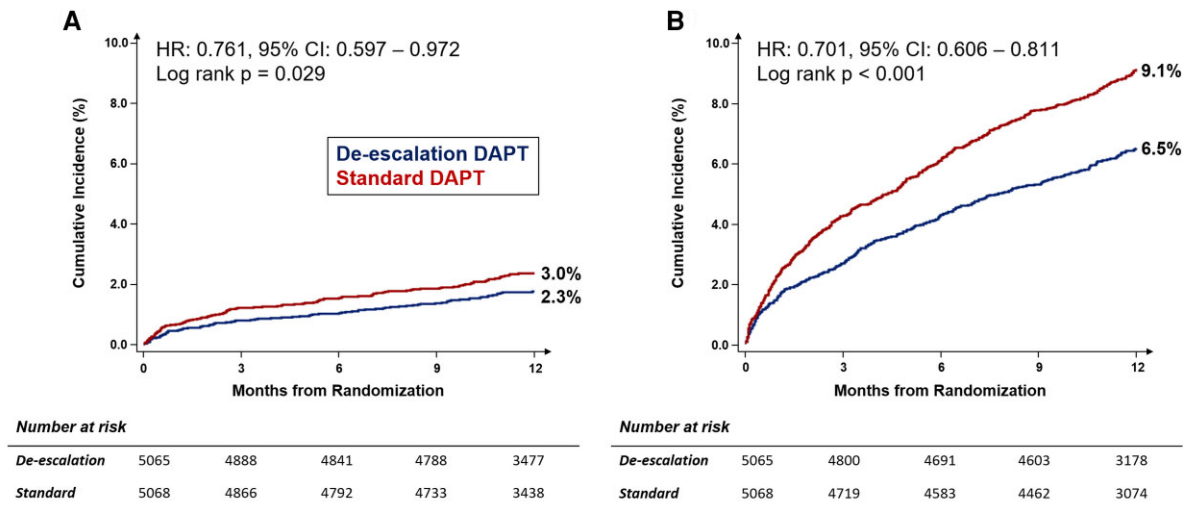 A
HR: 0.761, 95% CI: 0.597 – 0.972
Log rank p = 0.029
De-escalation DAPT
Standard DAPT
Cumulative Incidence (%)
10.0
8.0
6.0
4.0
2.0
0.0
3.0%
2.3%
0 3 6 9 12
Months from Randomization
Number at risk
De-escalation 5065 4888 4841 4788 3477
Standard 5068 4866 4792 4733 3438
B
HR: 0.701, 95% CI: 0.606 – 0.811
Log rank p < 0.001
Cumulative Incidence (%)
10.0
8.0
6.0
4.0
2.0
0.0
9.1%
6.5%
0 3 6 9 12
Months from Randomization
Number at risk
De-escalation 5065 4800 4691 4603 3178
Standard 5068 4719 4583 4462 3074